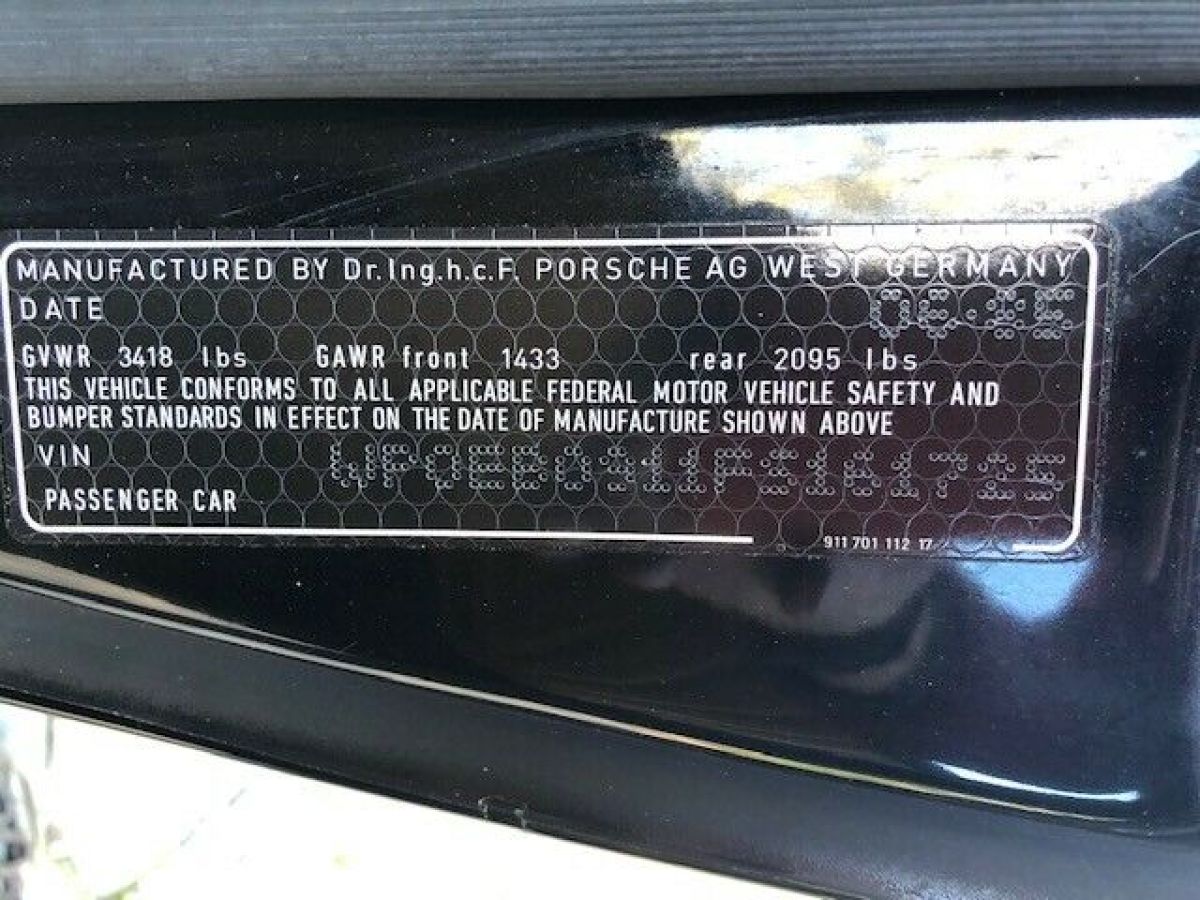 MANUFACTURED BY Dr.Ing.h.c.F. PORSCHE AG WEST GERMANY
DATE
GVWR 3418 lbs GAWR front 1433 rear 2095 lbs
THIS VEHICLE CONFORMS TO ALL APPLICABLE FEDERAL MOTOR VEHICLE SAFETY AND
BUMPER STANDARDS IN EFFECT ON THE DATE OF MANUFACTURE SHOWN ABOVE
VIN
PASSENGER CAR
911 701 112 17